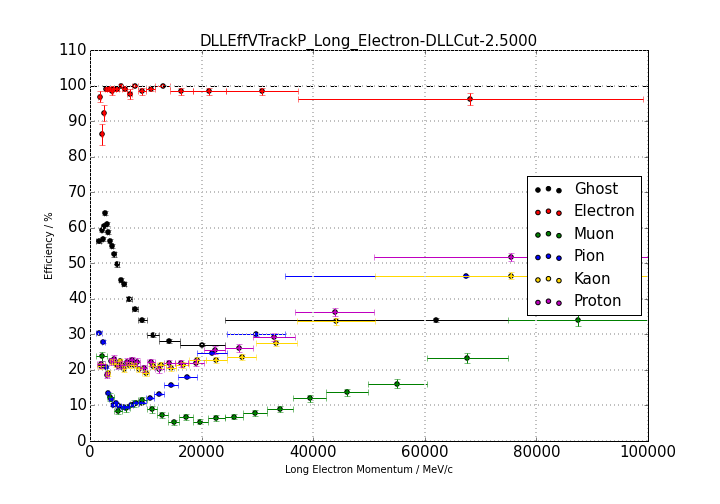 DLLEffVTrackP_Long_Electron-DLLCut-2.5000
110
100
90
80
70
60
50
40
30
20
10
0
Efficiency / %
Ghost
Electron
Muon
Pion
Kaon
Proton
0 20000 40000 60000 80000 100000
Long Electron Momentum / MeV/c